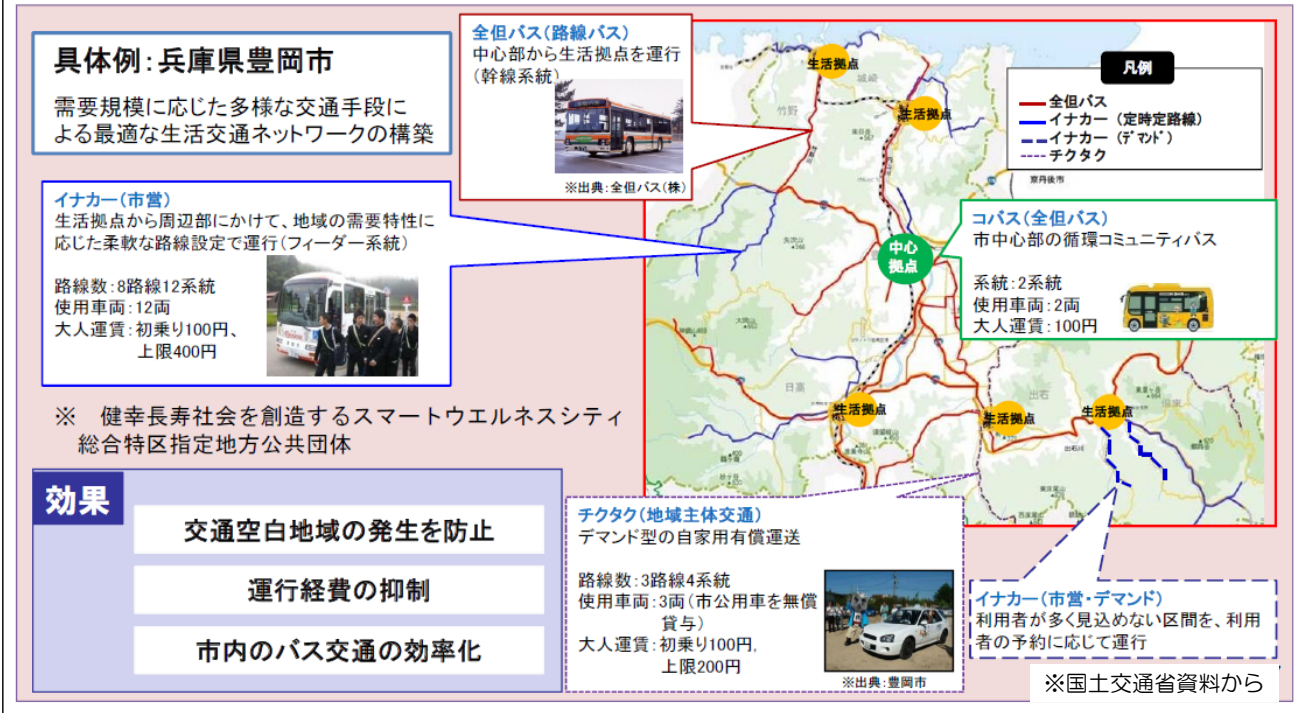 具体例：兵庫県豊岡市
需要規模に応じた多様な交通手段に
よる最適な生活交通ネットワークの構築
全但バス（路線バス）
中心部から生活拠点を運行
（幹線系統）
※出典：全但バス（株）
イナカー（市営）
生活拠点から周辺部にかけて、地域の需要特性に
応じた柔軟な路線設定で運行（フィーダー系統）
路線数：8路線12系統
使用車両：12両
大人運賃：初乗り100円、
上限400円
凡例
全但バス
イナカー（定時定路線）
イナカー（ﾃﾞﾏﾝﾄﾞ）
チクタク
生活拠点
城崎
竹野
生活拠点
京丹後市
コバス（全但バス）
市中心部の循環コミュニティバス
系統：2系統
使用車両：2両
大人運賃：100円
中心
拠点
日高
出石
但東
生活拠点
生活拠点
生活拠点
出石川
※　健幸長寿社会を創造するスマートウエルネスシティ
総合特区指定地方公共団体
効果
交通空白地域の発生を防止
運行経費の抑制
市内のバス交通の効率化
チクタク（地域主体交通）
デマンド型の自家用有償運送
路線数：3路線4系統
使用車両：3両（市公用車を無償
貸与）
大人運賃：初乗り100円,
上限200円
※出典：豊岡市
イナカー（市営・デマンド）
利用者が多く見込めない区間を、利用
者の予約に応じて運行
※国土交通省資料から